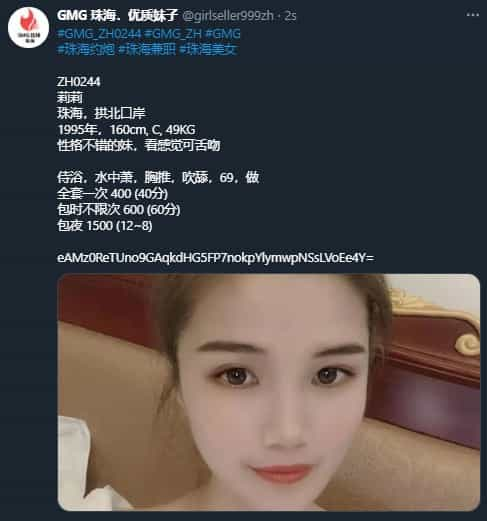 GMG 珠海、优质妹子 @girlseller999zh · 2s
#GMG_ZH0244 #GMG_ZH #GMG
#珠海约炮 #珠海兼职 #珠海美女
ZH0244
莉莉
珠海，拱北口岸
1995年，160cm, C, 49KG
性格不错的妹，看感觉可舌吻
侍浴，水中萧，胸推，吹舔，69，做
全套一次 400 (40分)
包时不限次 600 (60分)
包夜 1500 (12~8)
eAMz0ReTUno9GAqkdHG5FP7nokpYlymwpNSsLVoEe4Y=